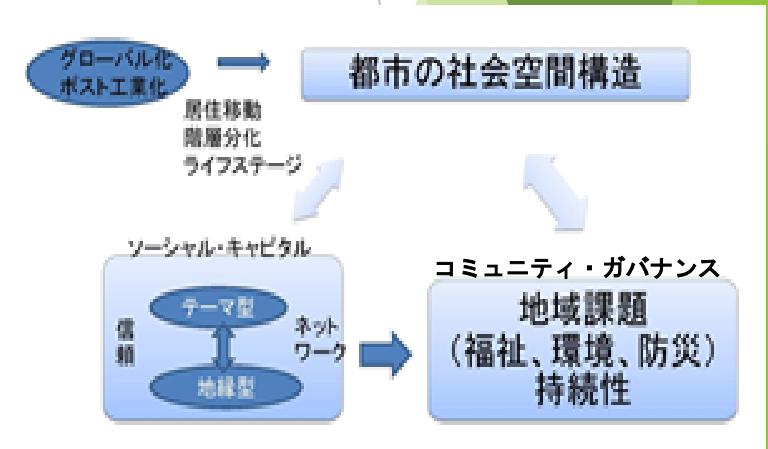 グローバル化
ポスト工業化
都市の社会空間構造
居住移動
階層分化
ライフステージ
ソーシャル・キャピタル
テーマ型
信頼
ネットワーク
地縁型
コミュニティ・ガバナンス
地域課題
（福祉、環境、防災）
持続性